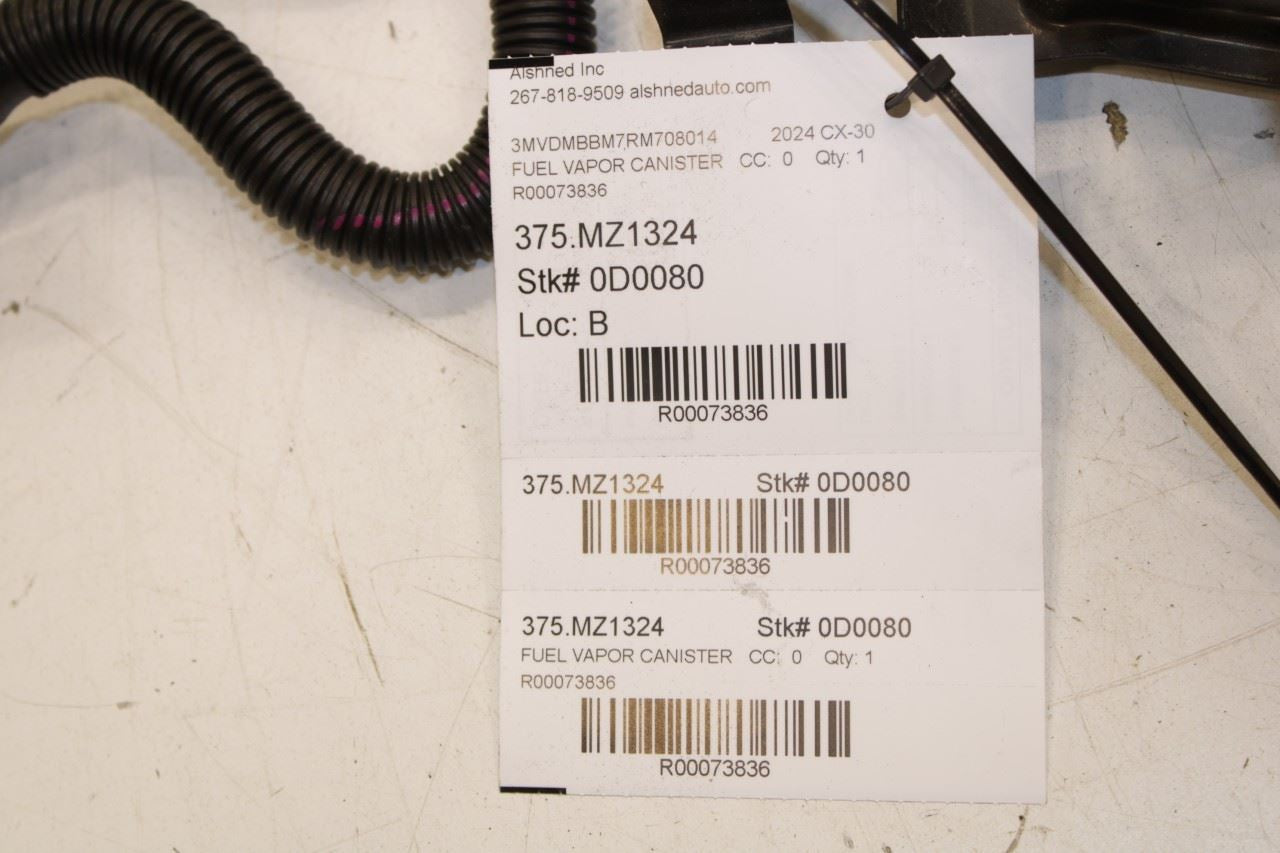 Alshned Inc
267-818-9509 alshnedauto.com
3MVDMBBM7RM708014 2024 CX-30
FUEL VAPOR CANISTER CC: 0 Qty: 1
R00073836
375.MZ1324
Stk# 0D0080
Loc: B
R00073836
375.MZ1324 Stk# 0D0080
R00073836
375.MZ1324 Stk# 0D0080
FUEL VAPOR CANISTER CC: 0 Qty: 1
R00073836
R00073836